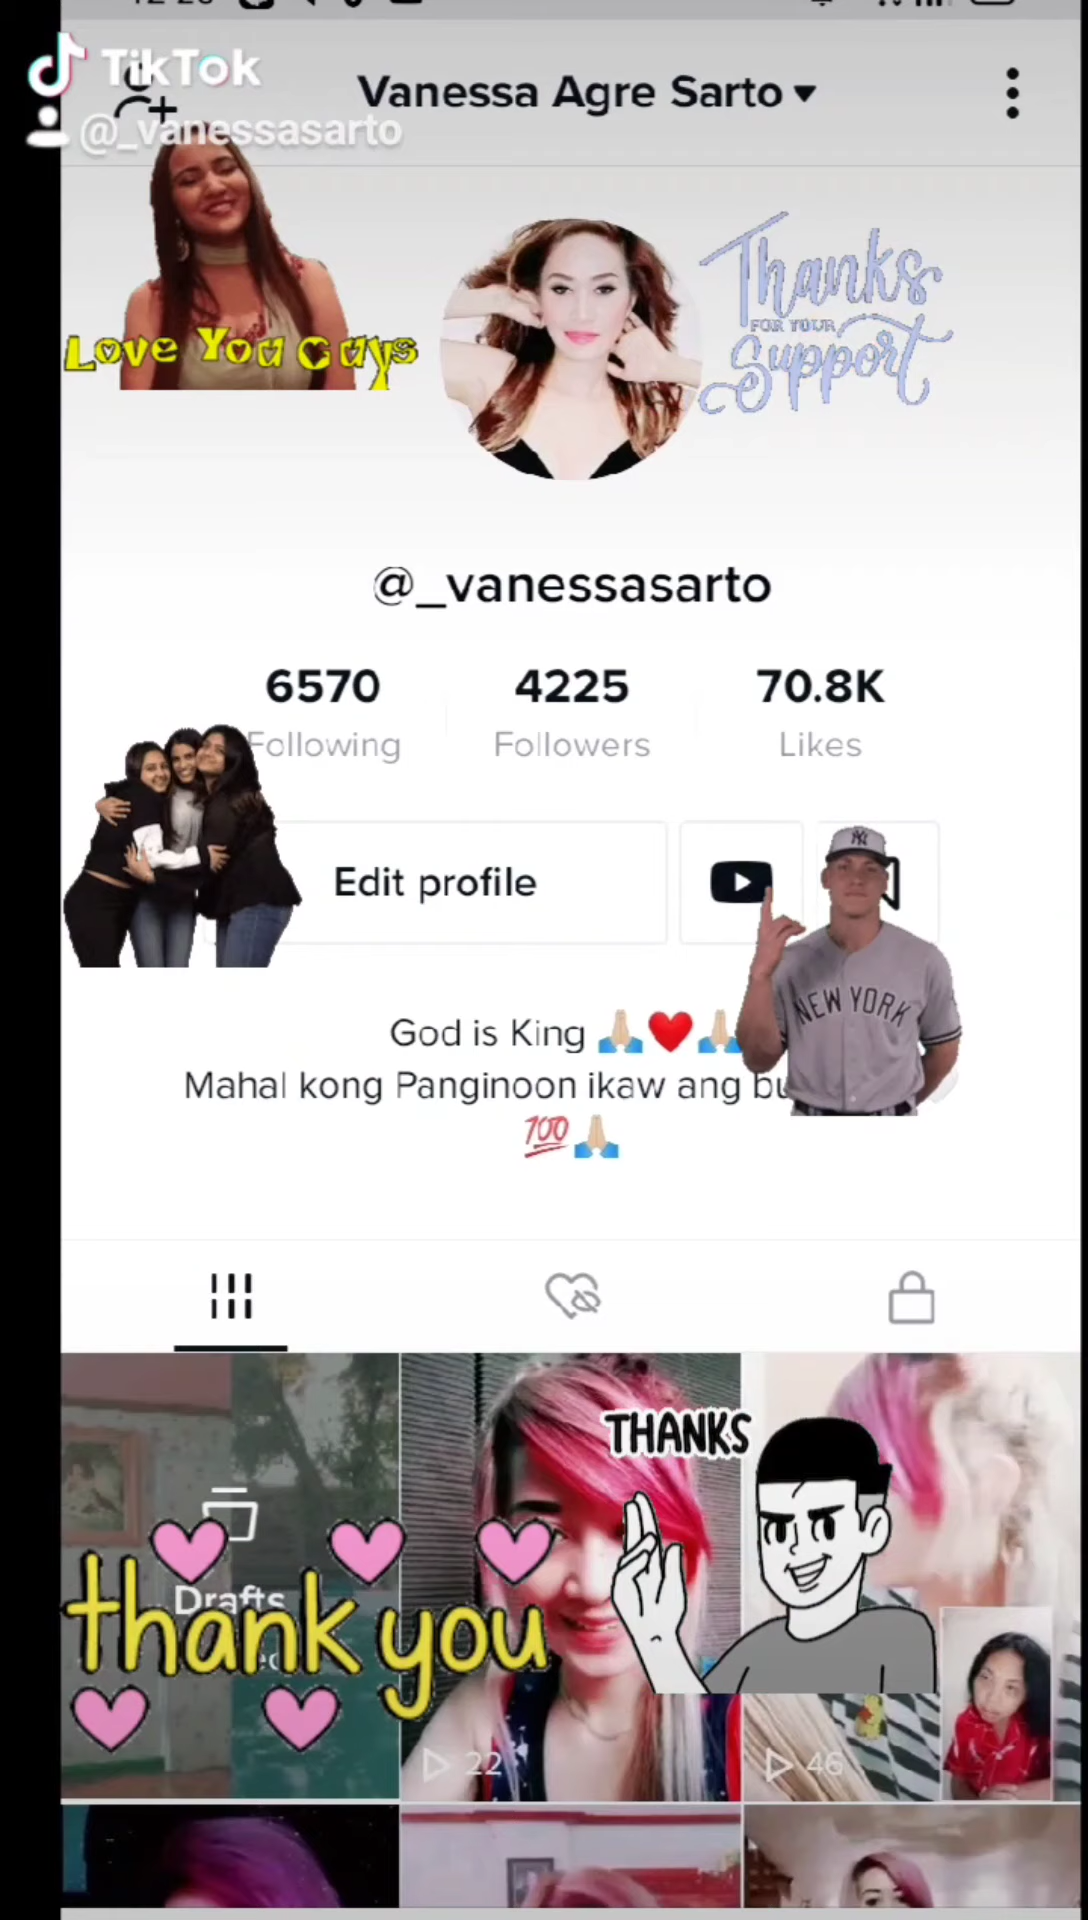 TikTok
@_vanessasarto
Vanessa Agre Sarto
Love You Guys
Thanks
FOR YOUR
Support
@_vanessasarto
6570 4225 70.8K
Following Followers Likes
Edit profile
NY
NEW YORK
God is King 🙏🏼❤️🙏🏼
Mahal kong Panginoon ikaw ang
💯🙏🏼
THANKS
Drafts
thank you
22
46